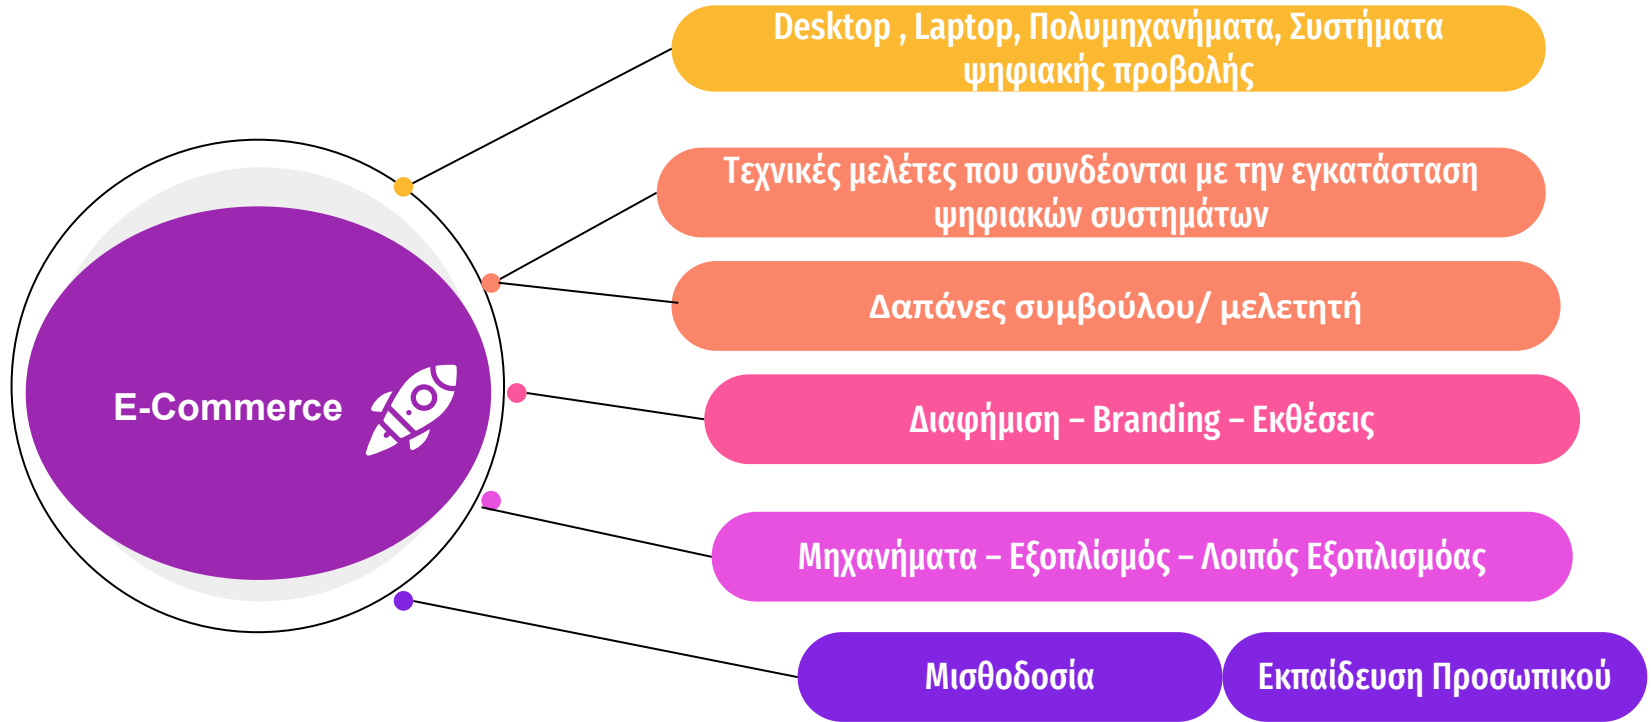 Desktop , Laptop, Πολυμηχανήματα, Συστήματα
ψηφιακής προβολής
Τεχνικές μελέτες που συνδέονται με την εγκατάσταση
ψηφιακών συστημάτων
Δαπάνες συμβούλου/ μελετητή
E-Commerce
Διαφήμιση – Branding – Εκθέσεις
Μηχανήματα – Εξοπλίσμός – Λοιπός Εξοπλισμόας
Μισθοδοσία
Εκπαίδευση Προσωπικού